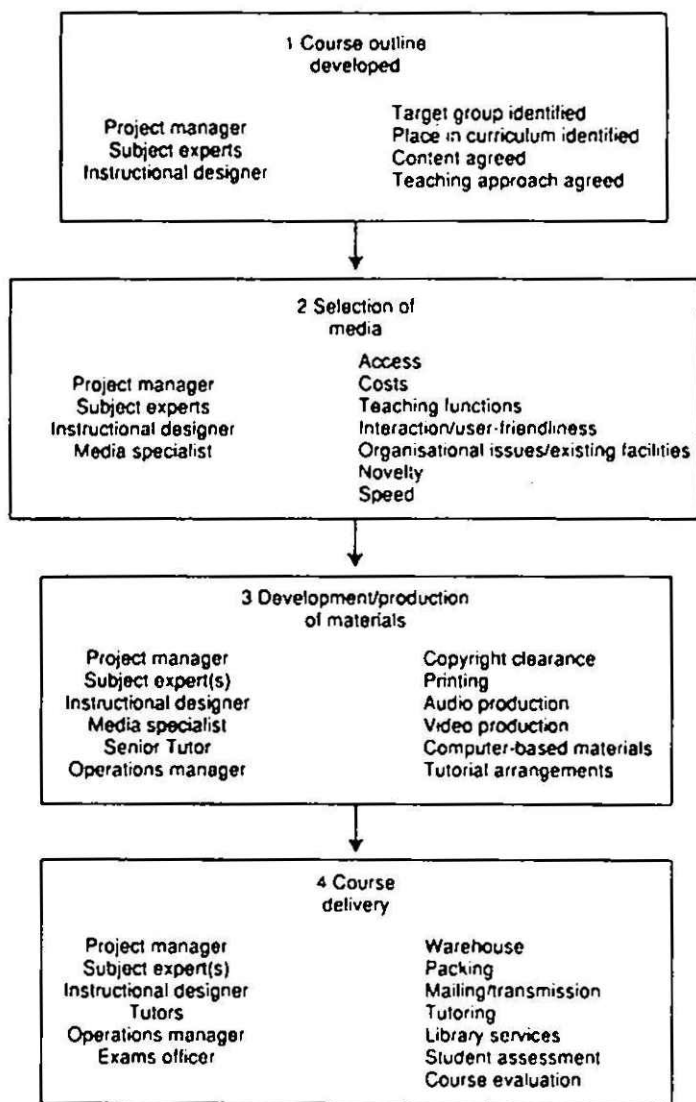 1 Course outline
developed
Project manager
Subject experts
Instructional designer
Target group identified
Place in curriculum identified
Content agreed
Teaching approach agreed
2 Selection of
media
Project manager
Subject experts
Instructional designer
Media specialist
Access
Costs
Teaching functions
Interaction/user-friendliness
Organisational issues/existing facilities
Novelty
Speed
3 Development/production
of materials
Project manager
Subject expert(s)
Instructional designer
Media specialist
Senior Tutor
Operations manager
Copyright clearance
Printing
Audio production
Video production
Computer-based materials
Tutorial arrangements
4 Course
delivery
Project manager
Subject expert(s)
Instructional designer
Tutors
Operations manager
Exams officer
Warehouse
Packing
Mailing/transmission
Tutoring
Library services
Student assessment
Course evaluation